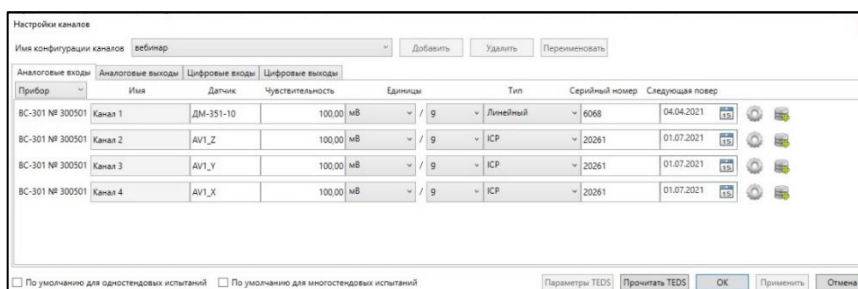 Настройки каналов
Имя конфигурации каналов вебинар Добавить Удалить Переименовать
Аналоговые входы Аналоговые выходы Цифровые входы Цифровые выходы
Прибор Имя Датчик Чувствительность Единицы Тип Серийный номер Следующая повер
ВС-301 № 300501 Канал 1 ДМ-351-10 100,00 мВ / g Линейный 6068 04.04.2021 15
ВС-301 № 300501 Канал 2 AV1_Z 100,00 мВ / g ICP 20261 01.07.2021 15
ВС-301 № 300501 Канал 3 AV1_Y 100,00 мВ / g ICP 20261 01.07.2021 15
ВС-301 № 300501 Канал 4 AV1_X 100,00 мВ / g ICP 20261 01.07.2021 15
По умолчанию для одностендовых испытаний По умолчанию для многостендовых испытаний Параметры TEDS Прочитать TEDS OK Применить Отмена